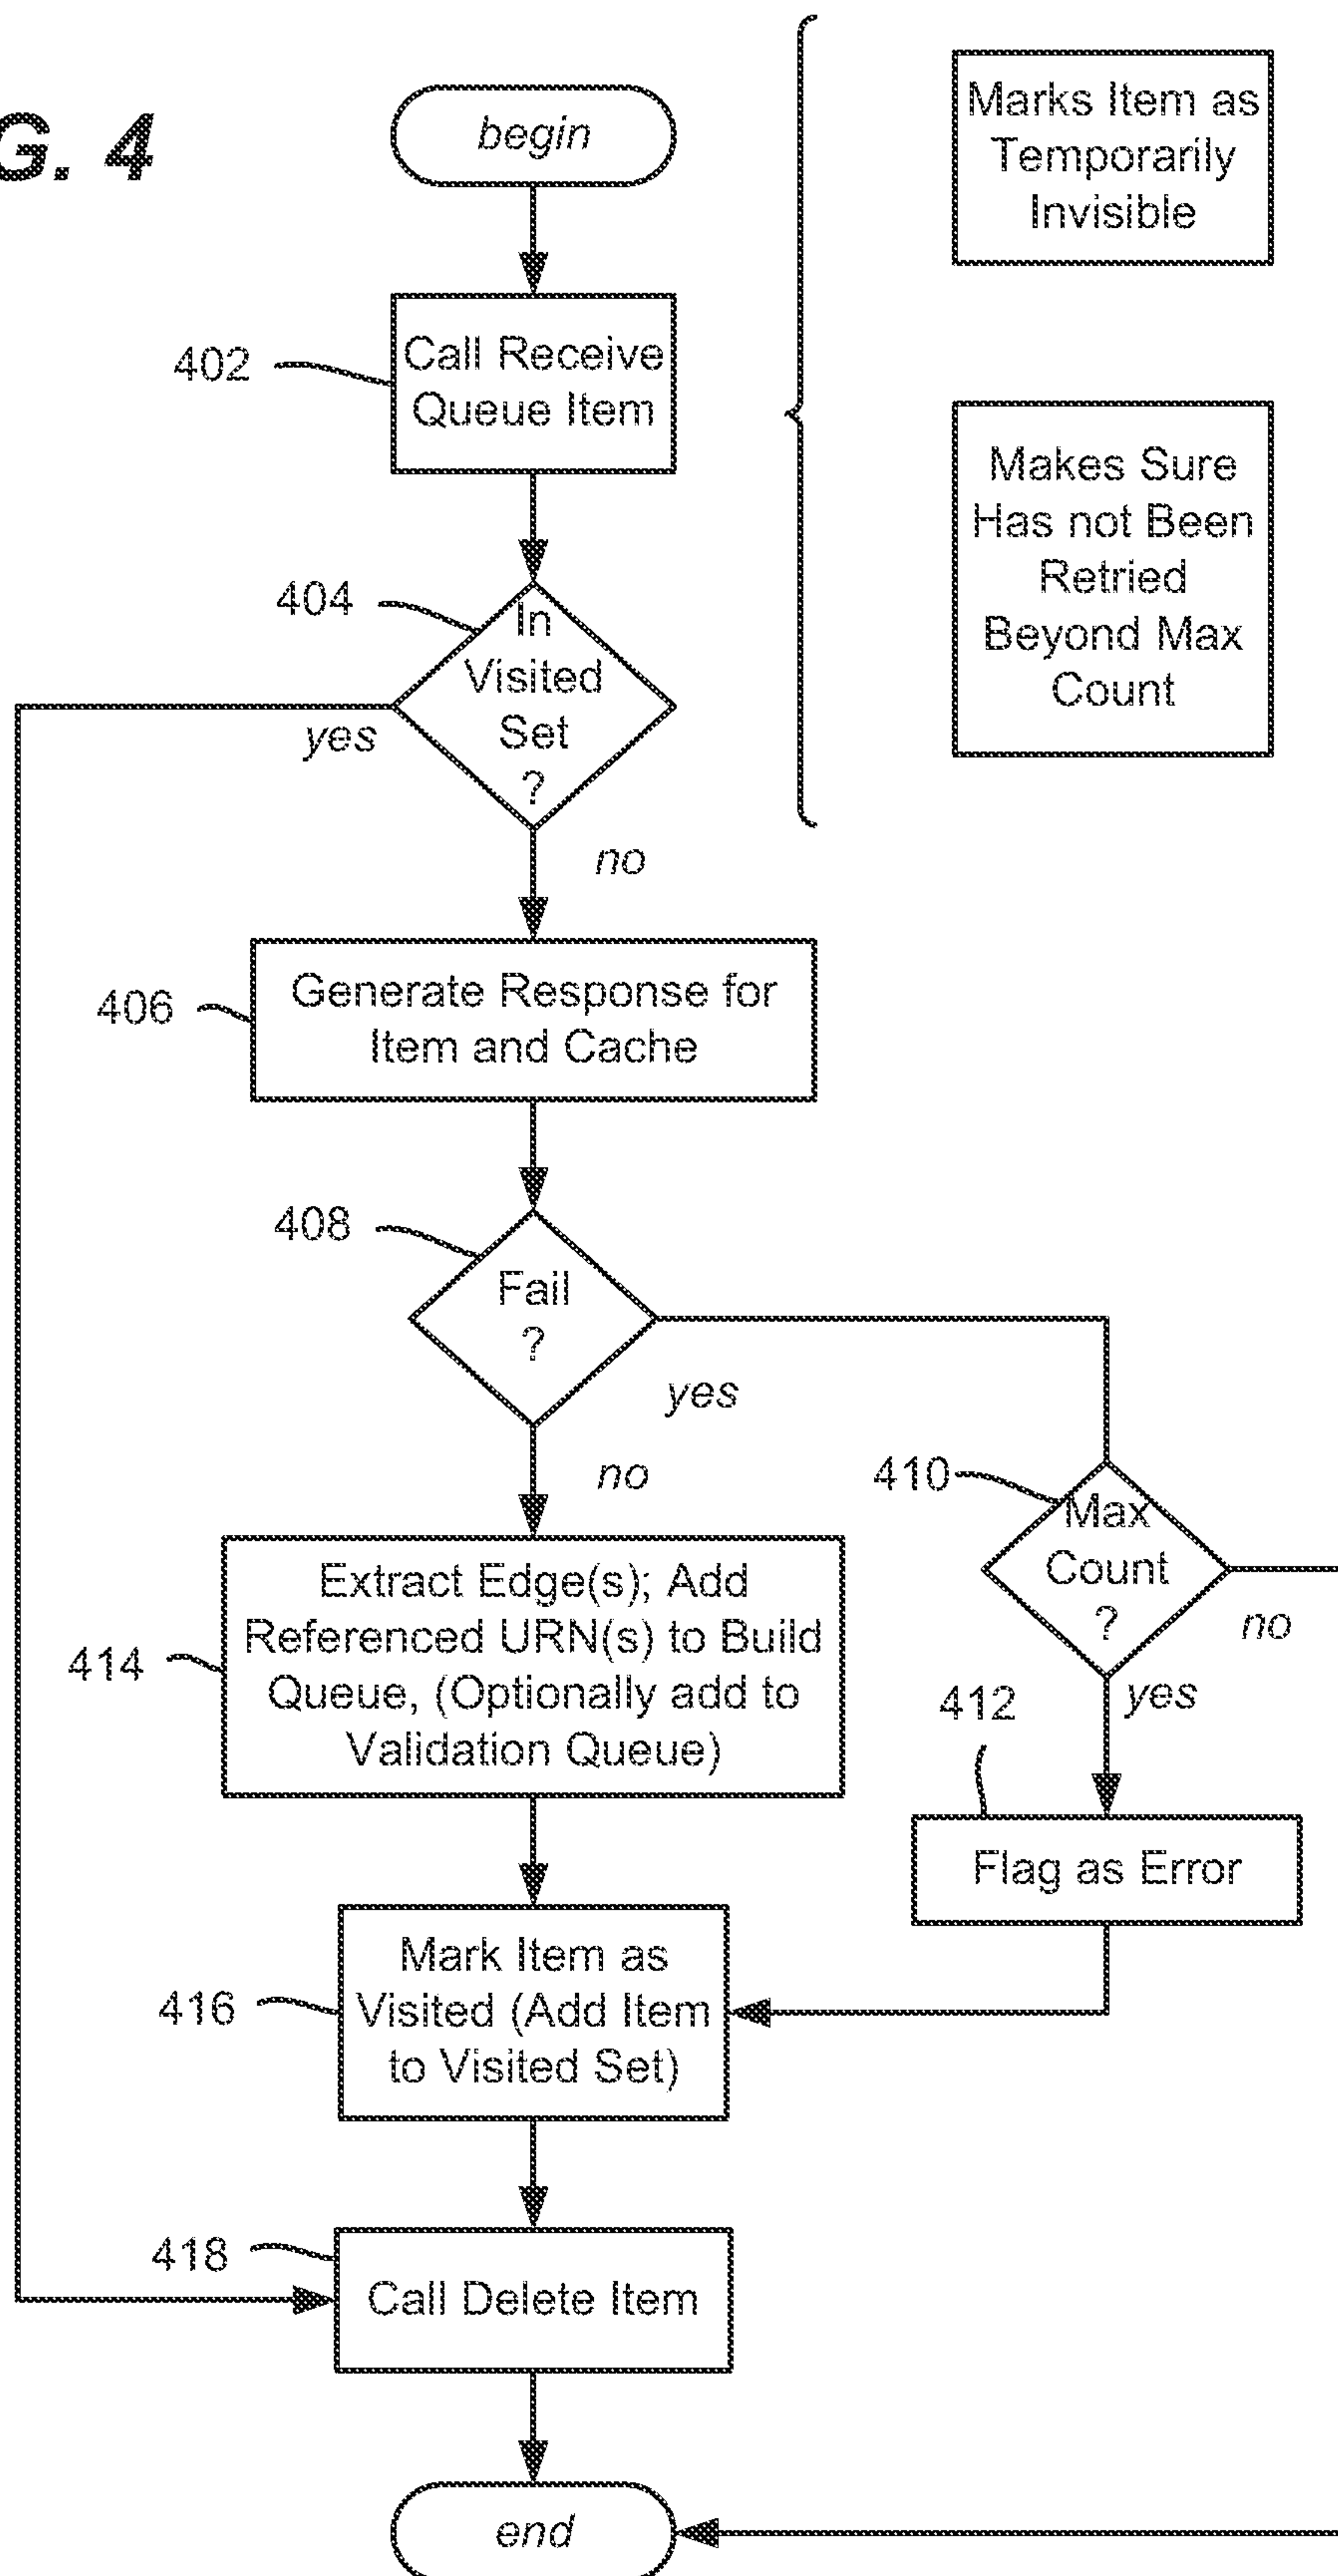 G. 4
begin
Marks Item as
Temporarily
Invisible
402
Call Receive
Queue Item
Makes Sure
Has not Been
Retried
Beyond Max
Count
404
In
Visited
Set
?
yes
no
406
Generate Response for
Item and Cache
408
Fail
?
yes
no
410
Max
Count
?
no
yes
414
Extract Edge(s); Add
Referenced URN(s) to Build
Queue, (Optionally add to
Validation Queue)
412
Flag as Error
416
Mark Item as
Visited (Add Item
to Visited Set)
418
Call Delete Item
end